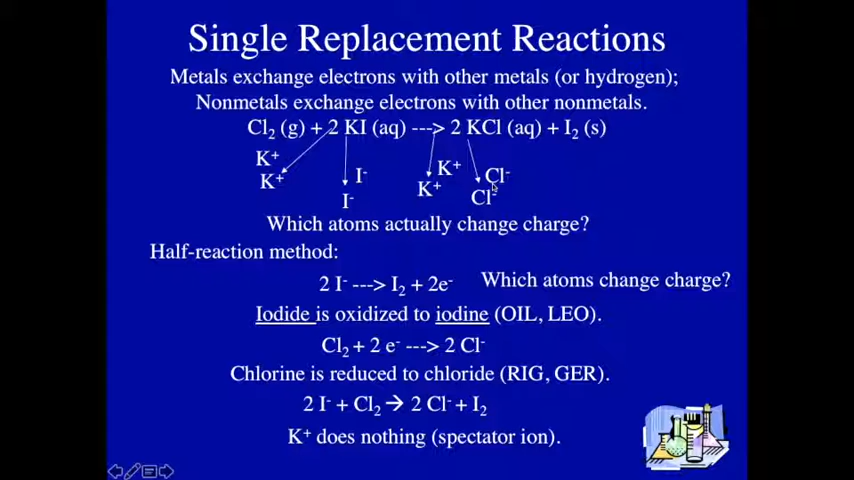 Single Replacement Reactions
Metals exchange electrons with other metals (or hydrogen);
Nonmetals exchange electrons with other nonmetals.
Cl₂ (g) + 2 KI (aq) ---> 2 KCl (aq) + I₂ (s)
K⁺
K⁺
I⁻
I⁻
K⁺
K⁺
Cl⁻
Cl⁻
Which atoms actually change charge?
Half-reaction method:
2 I⁻ ---> I₂ + 2e⁻
Which atoms change charge?
Iodide is oxidized to iodine (OIL, LEO).
Cl₂ + 2 e⁻ ---> 2 Cl⁻
Chlorine is reduced to chloride (RIG, GER).
2 I⁻ + Cl₂ → 2 Cl⁻ + I₂
K⁺ does nothing (spectator ion).